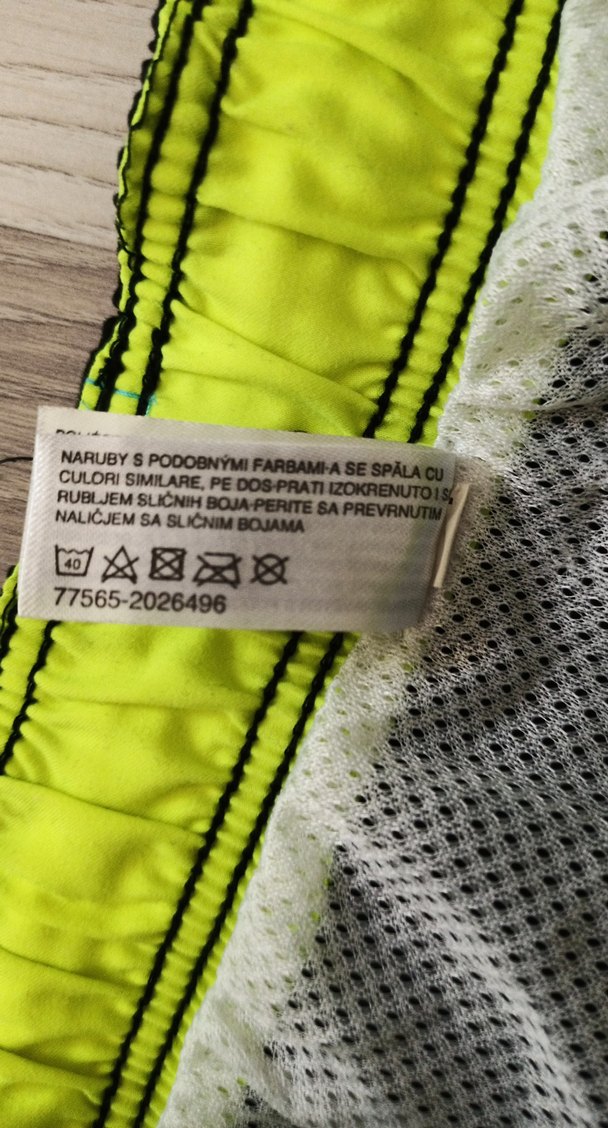 NARUBY S PODOBNÝMI FARBAMI-A SE SPĂLA CU
CULORI SIMILARE, PE DOS-PRATI IZOKRENUTO I S
RUBLJEM SLIČNIH BOJA-PERITE SA PREVRNUTIM
NALIČJEM SA SLIČNIM BOJAMA
40
77565-2026496